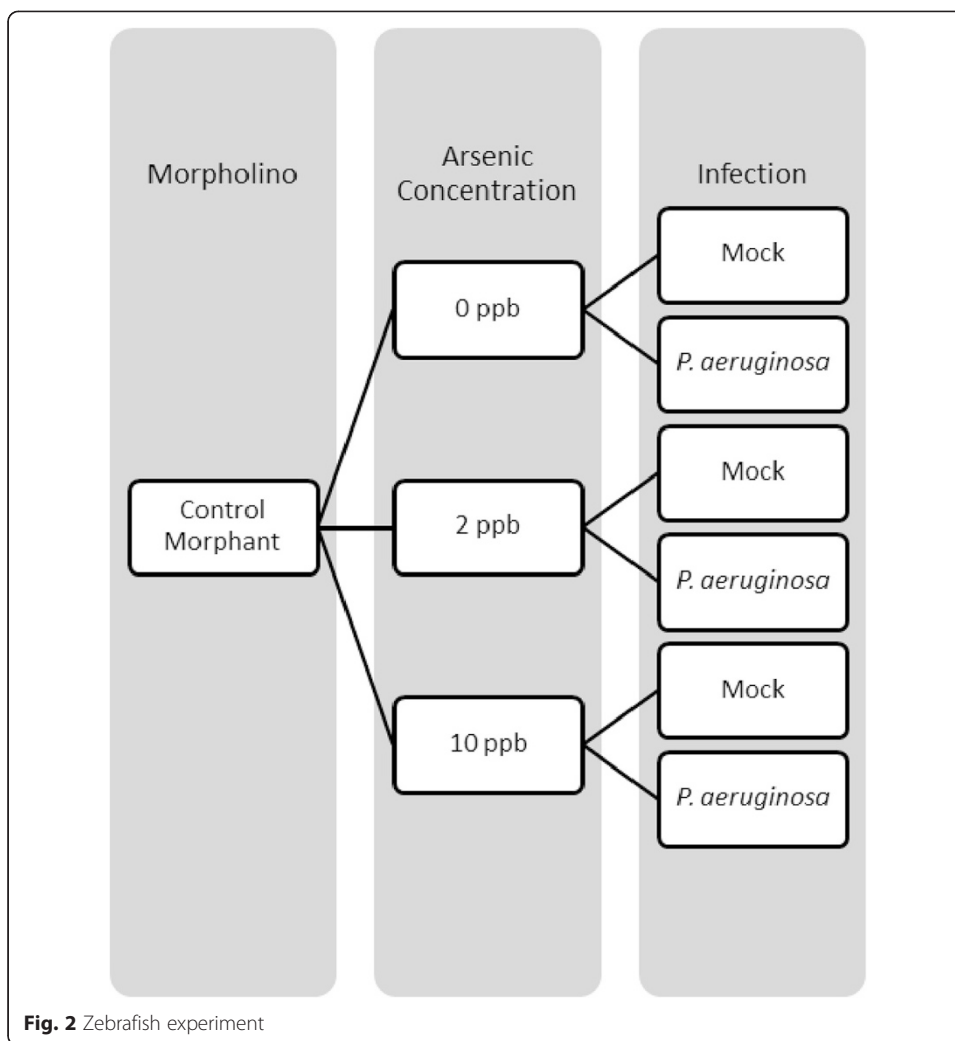 Morpholino
Arsenic
Concentration
Infection
Control
Morphant
0 ppb
2 ppb
10 ppb
Mock
P. aeruginosa
Mock
P. aeruginosa
Mock
P. aeruginosa
Fig. 2 Zebrafish experiment